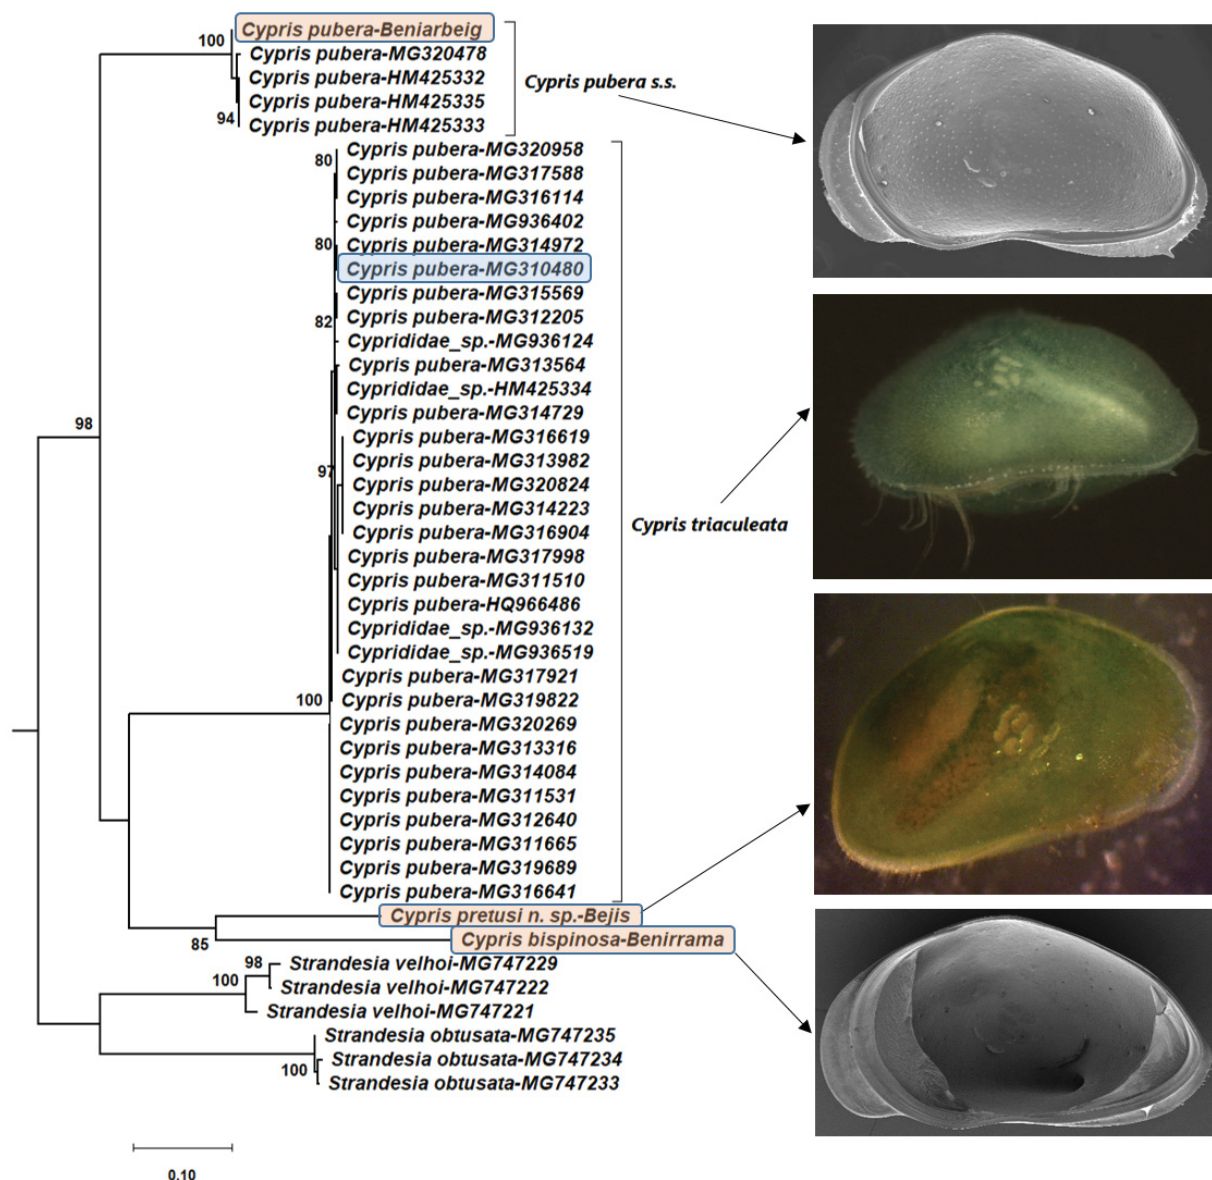 Cypris pubera-Beniarbeig
100
Cypris pubera-MG320478
Cypris pubera-HM425332
Cypris pubera s.s.
Cypris pubera-HM425335
94
Cypris pubera-HM425333
Cypris pubera-MG320958
80
Cypris pubera-MG317588
Cypris pubera-MG316114
Cypris pubera-MG936402
80
Cypris pubera-MG314972
Cypris pubera-MG310480
Cypris pubera-MG315569
82
Cypris pubera-MG312205
Cyprididae_sp.-MG936124
Cypris pubera-MG313564
Cyprididae_sp.-HM425334
Cypris pubera-MG314729
98
Cypris pubera-MG316619
Cypris pubera-MG313982
97
Cypris pubera-MG320824
Cypris pubera-MG314223
Cypris triaculeata
Cypris pubera-MG316904
Cypris pubera-MG317998
Cypris pubera-MG311510
Cypris pubera-HQ966486
Cyprididae_sp.-MG936132
Cyprididae_sp.-MG936519
Cypris pubera-MG317921
100
Cypris pubera-MG319822
Cypris pubera-MG320269
Cypris pubera-MG313316
Cypris pubera-MG314084
Cypris pubera-MG311531
Cypris pubera-MG312640
Cypris pubera-MG311665
Cypris pubera-MG319689
Cypris pubera-MG316641
Cypris pretusi n. sp.-Bejis
85
Cypris bispinosa-Benirrama
98
Strandesia velhoi-MG747229
100
Strandesia velhoi-MG747222
Strandesia velhoi-MG747221
Strandesia obtusata-MG747235
Strandesia obtusata-MG747234
100
Strandesia obtusata-MG747233
0.10